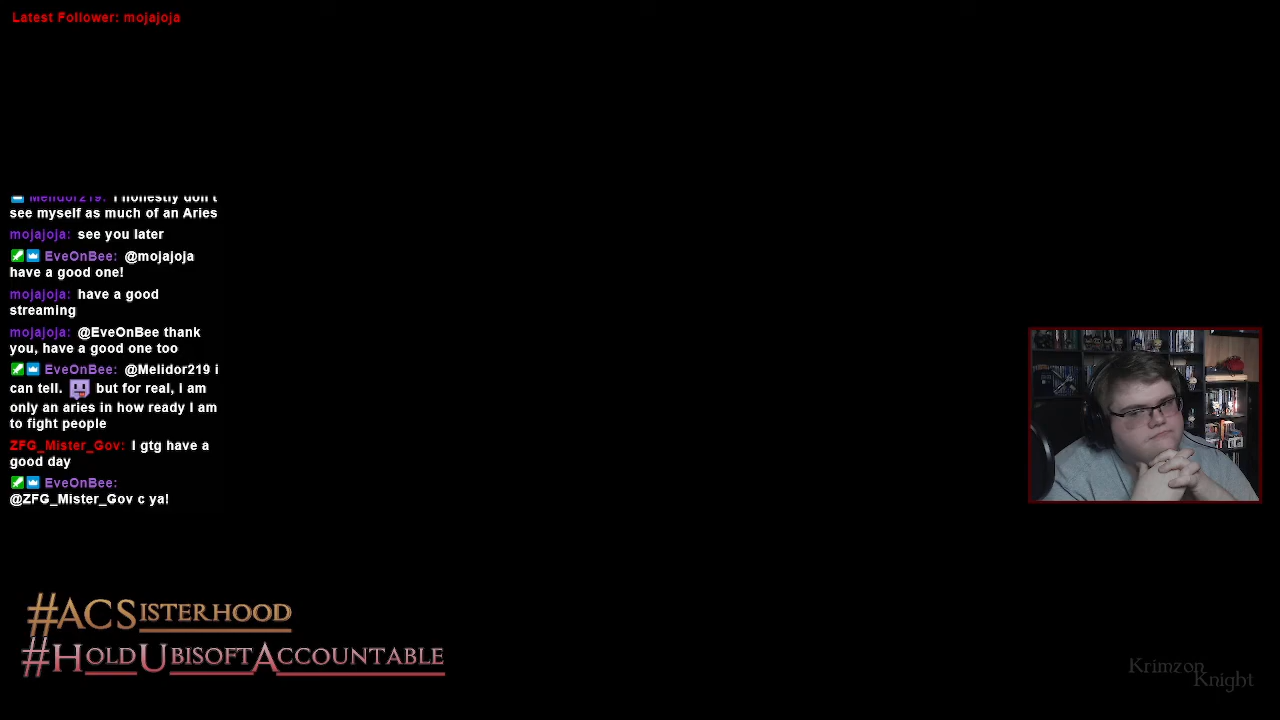 Latest Follower: mojajoja
Melidor219: I honestly don't
see myself as much of an Aries
mojajoja: see you later
EveOnBee: @mojajoja
have a good one!
mojajoja: have a good
streaming
mojajoja: @EveOnBee thank
you, have a good one too
EveOnBee: @Melidor219 i
can tell. but for real, I am
only an aries in how ready I am
to fight people
ZFG_Mister_Gov: I gtg have a
good day
EveOnBee:
@ZFG_Mister_Gov c ya!
#ACSisterhood
#HoldUbisoftAccountable
Krimzon
Knight